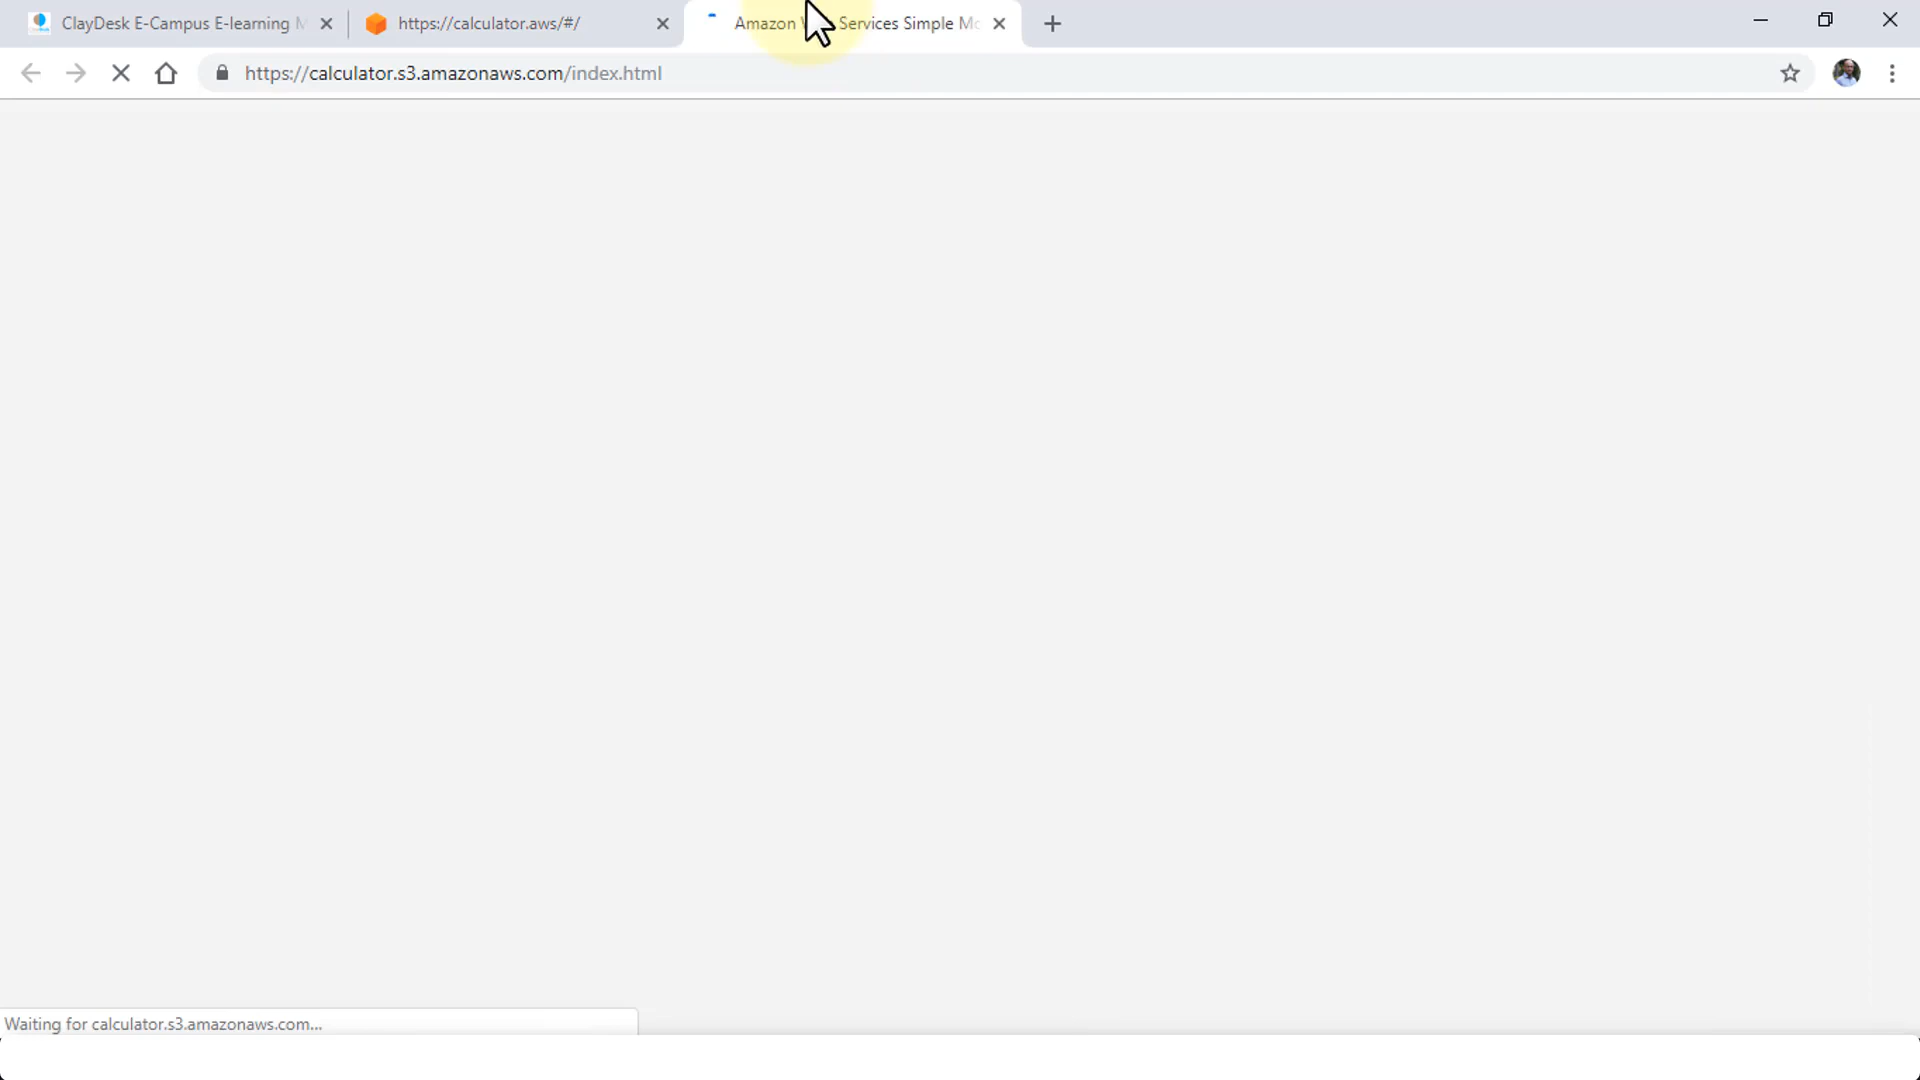 ClayDesk E-Campus E-learning M
https://calculator.aws/#/
Amazon Services Simple Mo
https://calculator.s3.amazonaws.com/index.html
Waiting for calculator.s3.amazonaws.com...